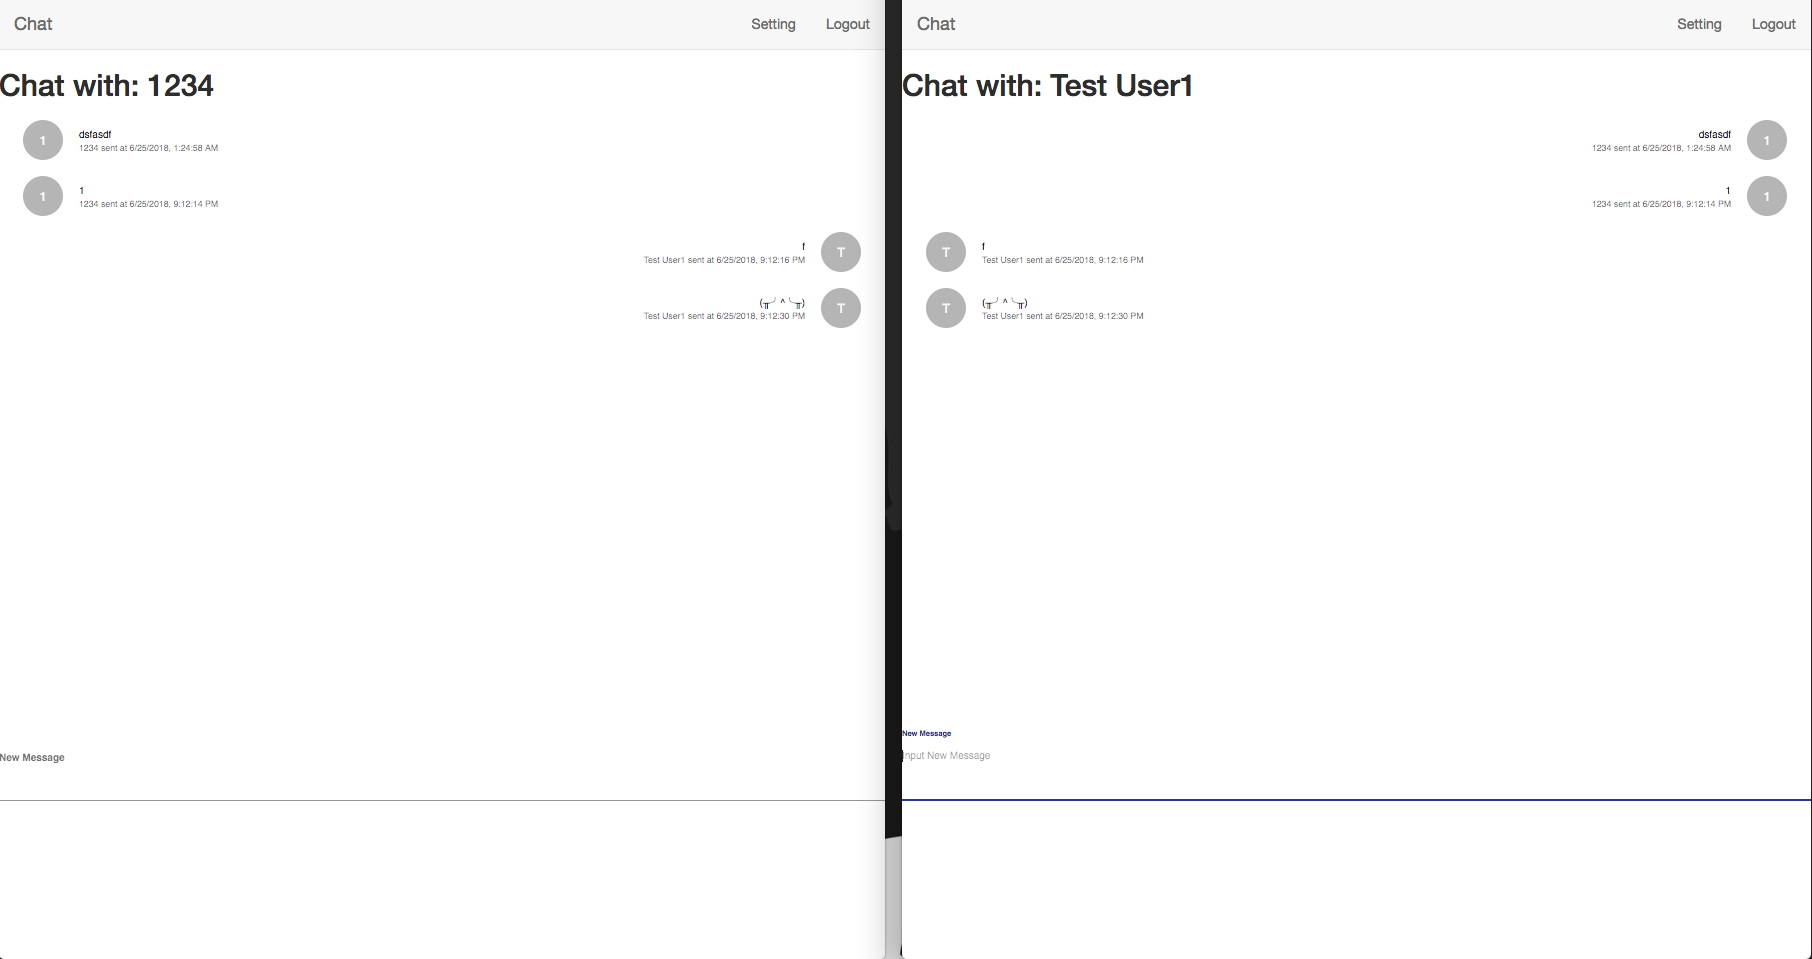 Chat Setting Logout
Chat with: 1234
1 dsfasdf
1234 sent at 6/25/2018, 1:24:58 AM
1 1
1234 sent at 6/25/2018, 9:12:14 PM
f T
Test User1 sent at 6/25/2018, 9:12:16 PM
(╥╯^╰╥) T
Test User1 sent at 6/25/2018, 9:12:30 PM
New Message
Chat Setting Logout
Chat with: Test User1
dsfasdf 1
1234 sent at 6/25/2018, 1:24:58 AM
1 1
1234 sent at 6/25/2018, 9:12:14 PM
T f
Test User1 sent at 6/25/2018, 9:12:16 PM
T (╥╯^╰╥)
Test User1 sent at 6/25/2018, 9:12:30 PM
New Message
Input New Message